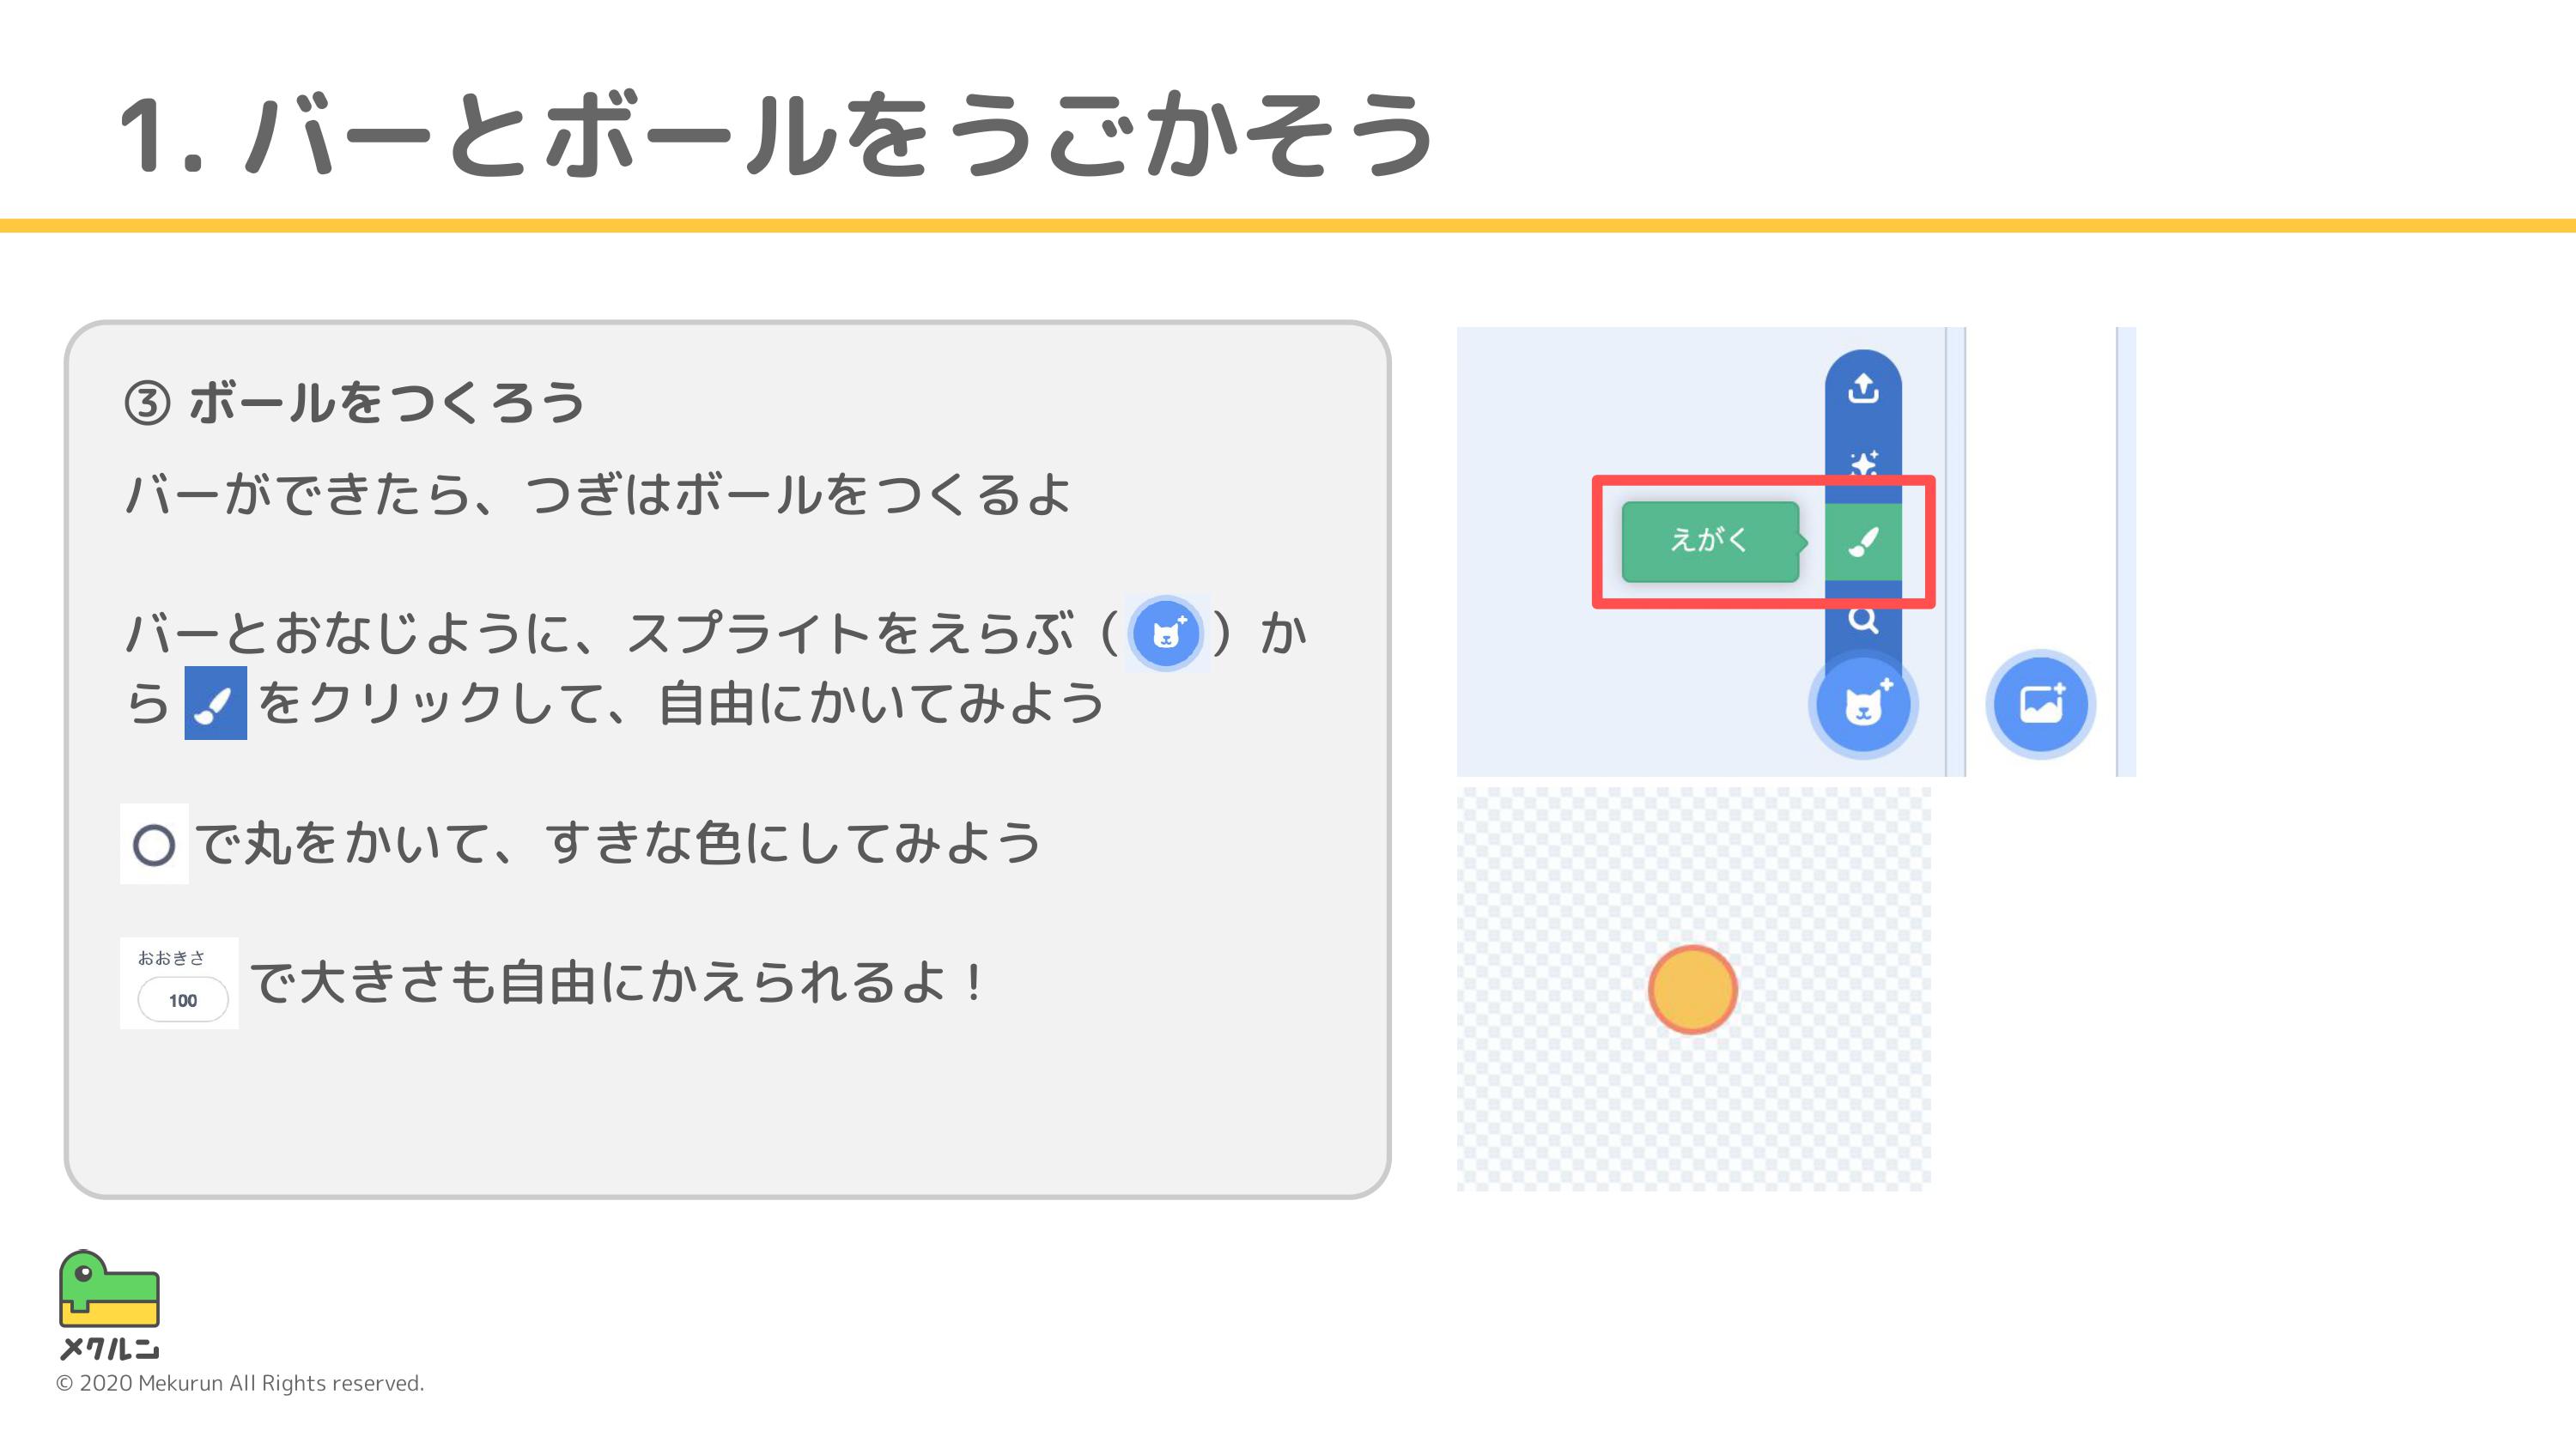 1. バーとボールをうごかそう
③ ボールをつくろう
バーができたら、つぎはボールをつくるよ
バーとおなじように、スプライトをえらぶ（）か
ら をクリックして、自由にかいてみよう
で丸をかいて、すきな色にしてみよう
おおきさ
100
で大きさも自由にかえられるよ！
えがく
メクルン
© 2020 Mekurun All Rights reserved.